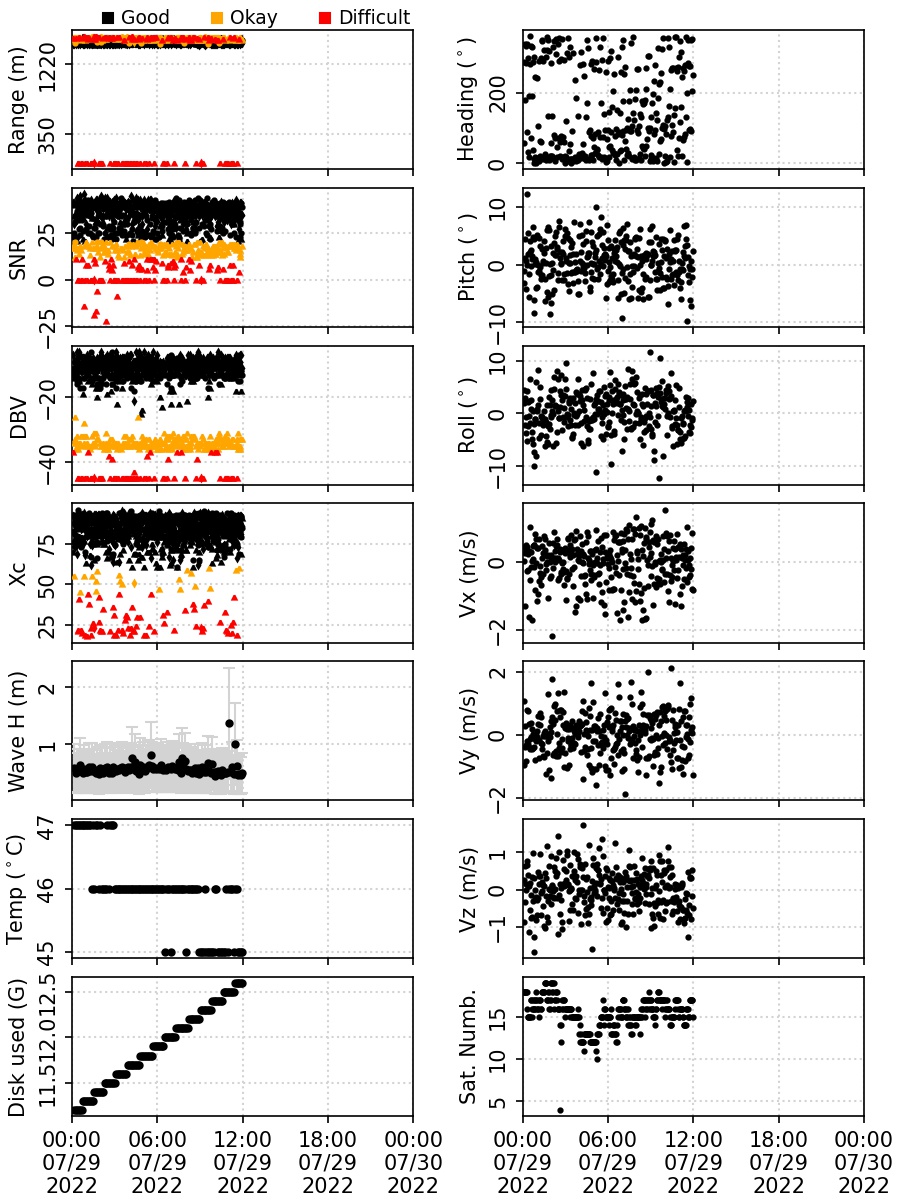 Good Okay Difficult
Range (m)
1220
350
Heading (°)
200
0
SNR
25
0
−25
Pitch (°)
10
0
−10
DBV
−20
−40
Roll (°)
10
0
−10
Xc
75
50
25
Vx (m/s)
0
−2
Wave H (m)
2
1
Vy (m/s)
2
0
−2
Temp (°C)
47
46
45
Vz (m/s)
1
0
−1
Disk used (G)
12.5
12.0
11.5
Sat. Numb.
15
10
5
00:00 06:00 12:00 18:00 00:00
07/29 07/29 07/29 07/29 07/30
2022 2022 2022 2022 2022
00:00 06:00 12:00 18:00 00:00
07/29 07/29 07/29 07/29 07/30
2022 2022 2022 2022 2022